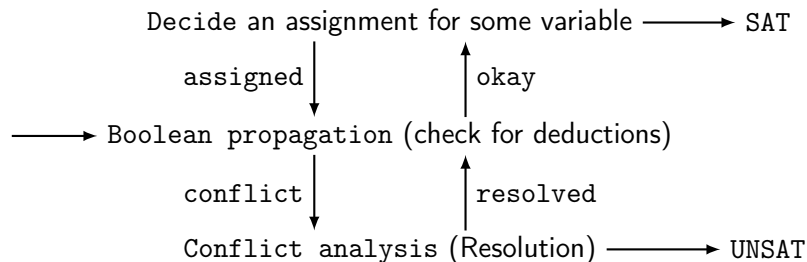 Decide an assignment for some variable SAT
assigned okay
Boolean propagation (check for deductions)
conflict resolved
Conflict analysis (Resolution) UNSAT